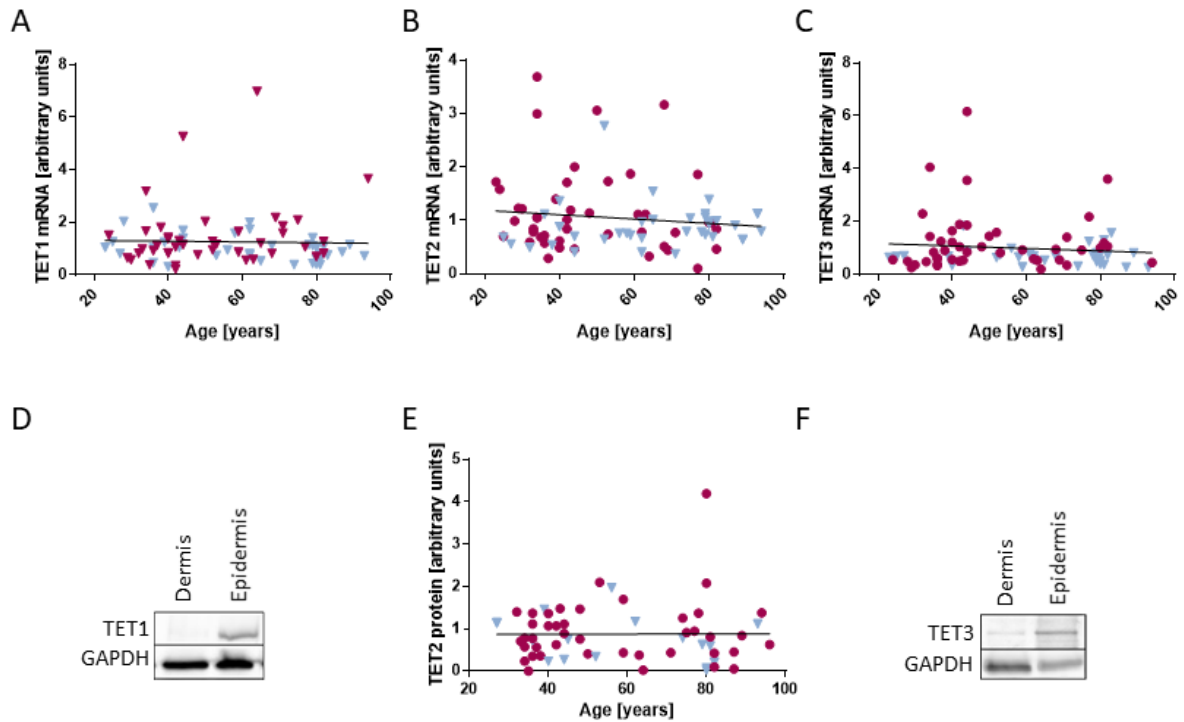 A
B
C
TET1 mRNA [arbitrary units]
8
6
4
2
0
20
40
60
80
100
Age [years]
TET2 mRNA [arbitrary units]
4
3
2
1
0
20
40
60
80
100
Age [years]
TET3 mRNA [arbitraly units]
8
6
4
2
0
20
40
60
80
100
Age [years]
D
E
F
Dermis
Epidermis
TET1
GAPDH
TET2 protein [arbitrary units]
5
4
3
2
1
0
20
40
60
80
100
Age [years]
Dermis
Epidermis
TET3
GAPDH